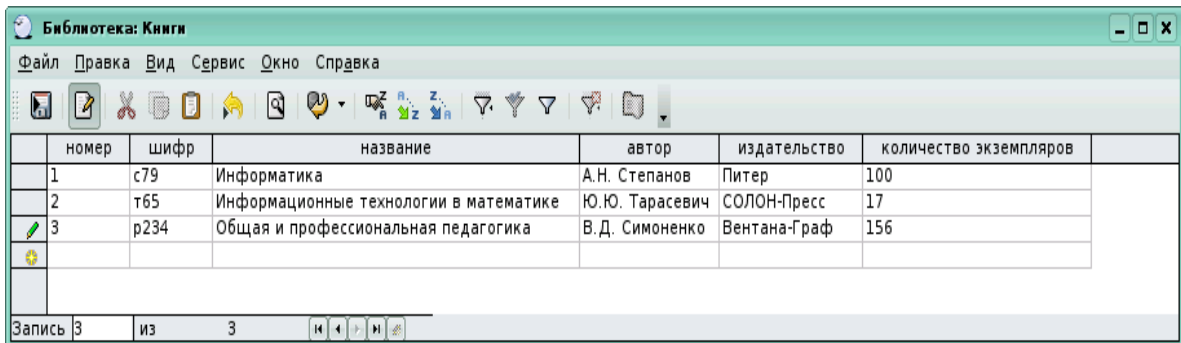 Библиотека: Книги
Файл Правка Вид Сервис Окно Справка
номер шифр название автор издательство количество экземпляров
1 с79 Информатика А.Н. Степанов Питер 100
2 т65 Информационные технологии в математике Ю.Ю. Тарасевич СОЛОН-Пресс 17
3 р234 Общая и профессиональная педагогика В.Д. Симоненко Вентана-Граф 156
Запись 3 из 3